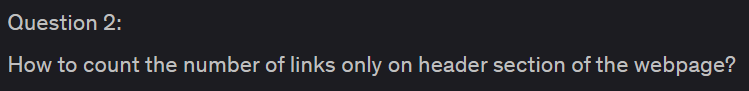 Question 2:
How to count the number of links only on header section of the webpage?